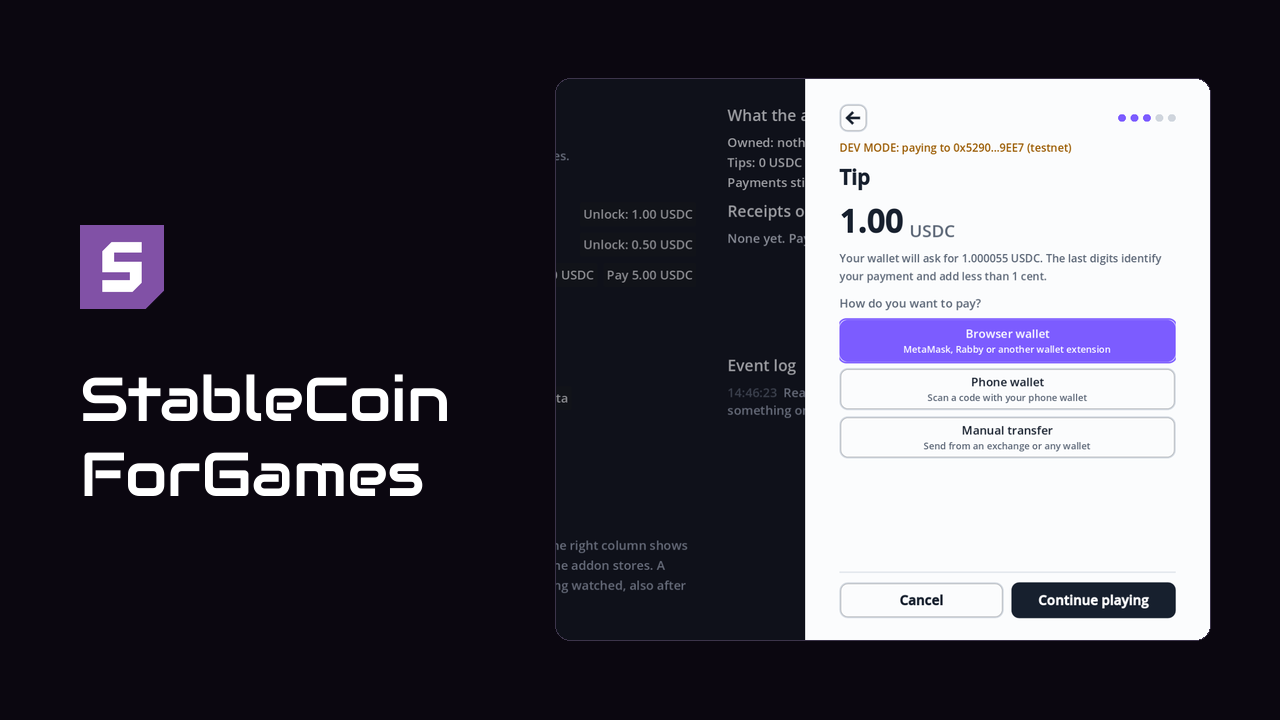 StableCoin
ForGames
es.
Unlock: 1.00 USDC
Unlock: 0.50 USDC
USDC Pay 5.00 USDC
ta
he right column shows
he addon stores. A
ng watched, also after
What the a
Owned: noth
Tips: 0 USDC
Payments sti
Receipts o
None yet. Pay
Event log
14:46:23 Rea
something or
DEV MODE: paying to 0x5290...9EE7 (testnet)
Tip
1.00 USDC
Your wallet will ask for 1.000055 USDC. The last digits identify
your payment and add less than 1 cent.
How do you want to pay?
Browser wallet
MetaMask, Rabby or another wallet extension
Phone wallet
Scan a code with your phone wallet
Manual transfer
Send from an exchange or any wallet
Cancel
Continue playing